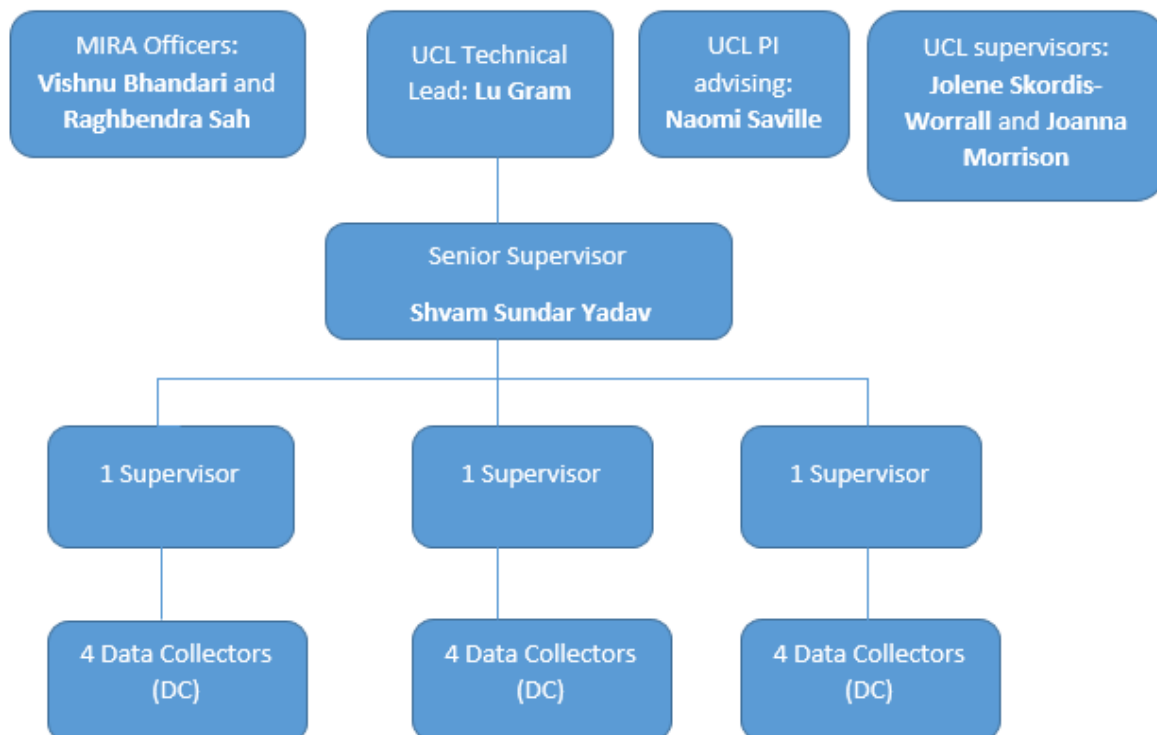 MIRA Officers:
Vishnu Bhandari and
Raghbendra Sah
UCL Technical
Lead: Lu Gram
UCL PI
advising:
Naomi Saville
UCL supervisors:
Jolene Skordis-
Worrall and Joanna
Morrison
Senior Supervisor
Shvam Sundar Yadav
1 Supervisor
1 Supervisor
1 Supervisor
4 Data Collectors
(DC)
4 Data Collectors
(DC)
4 Data Collectors
(DC)